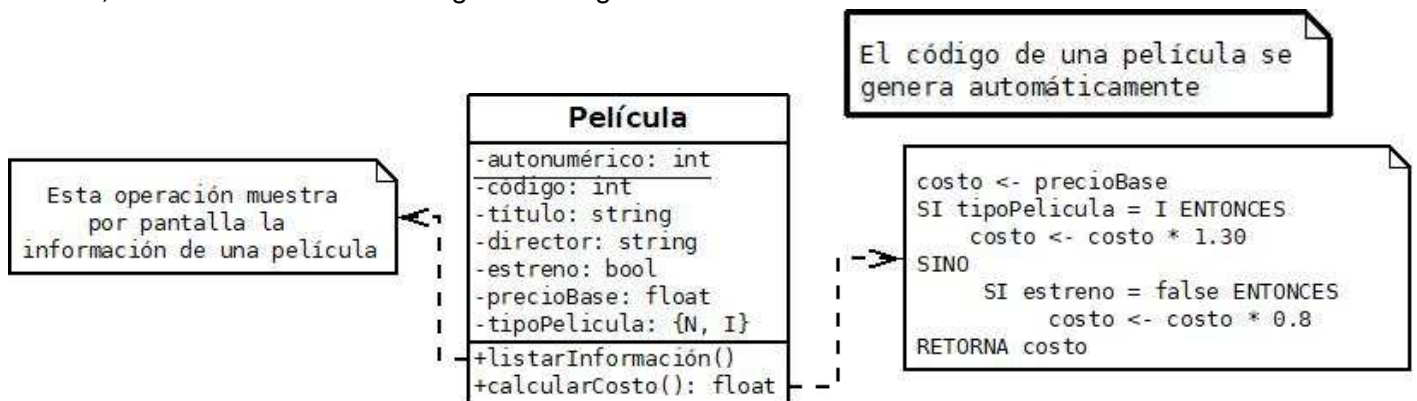 El código de una película se
genera automáticamente
Película
-autonumérico: int
-código: int
-título: string
-director: string
-estreno: bool
-precioBase: float
-tipoPelicula: {N, I}
+listarInformación()
+calcularCosto(): float
Esta operación muestra
por pantalla la
información de una película
costo <- precioBase
SI tipoPelicula = I ENTONCES
costo <- costo * 1.30
SINO
SI estreno = false ENTONCES
costo <- costo * 0.8
RETORNA costo